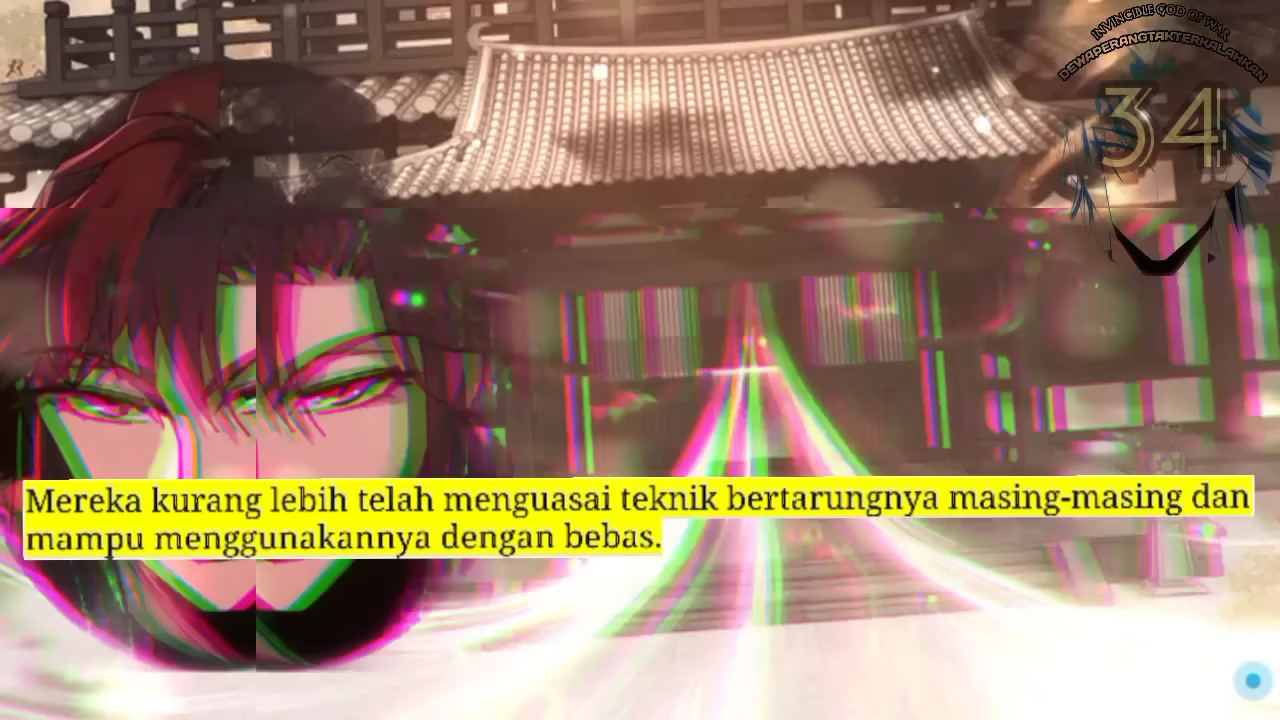 INVINCIBLE GOD OF WAR
DEWAPERANGTAKTERKALAHKAN
34
Mereka kurang lebih telah menguasai teknik bertarungnya masing-masing dan
mampu menggunakannya dengan bebas.